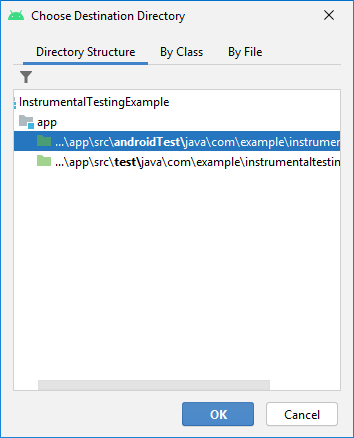 Choose Destination Directory
Directory Structure By Class By File
InstrumentalTestingExample
app
...\app\src\androidTest\java\com\example\instrumen
...\app\src\test\java\com\example\instrumentaltestin
OK Cancel